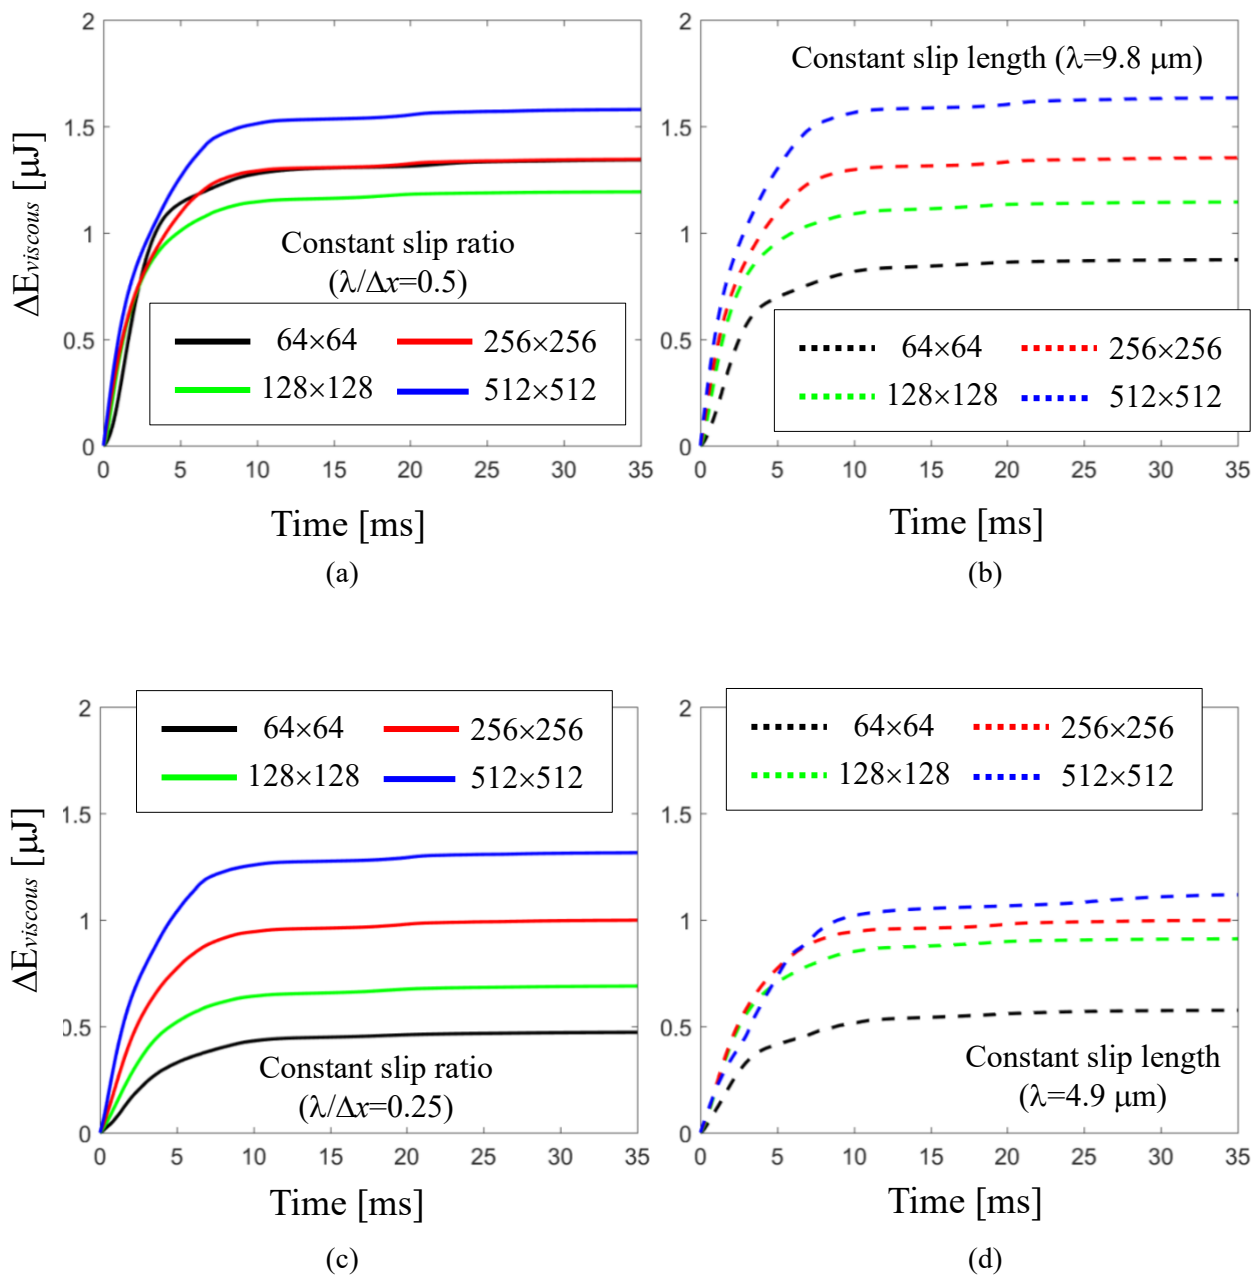 2
1.5
1
0.5
0
ΔE_viscous [μJ]
Constant slip ratio
(λ/Δx=0.5)
64×64 256×256
128×128 512×512
0 5 10 15 20 25 30 35
Time [ms]
(a)
2
1.5
1
0.5
0
Constant slip length (λ=9.8 μm)
64×64 256×256
128×128 512×512
0 5 10 15 20 25 30 35
Time [ms]
(b)
64×64 256×256
128×128 512×512
2
1.5
1
0.5
0
ΔE_viscous [μJ]
Constant slip ratio
(λ/Δx=0.25)
0 5 10 15 20 25 30 35
Time [ms]
(c)
64×64 256×256
128×128 512×512
2
1.5
1
0.5
0
Constant slip length
(λ=4.9 μm)
0 5 10 15 20 25 30 35
Time [ms]
(d)